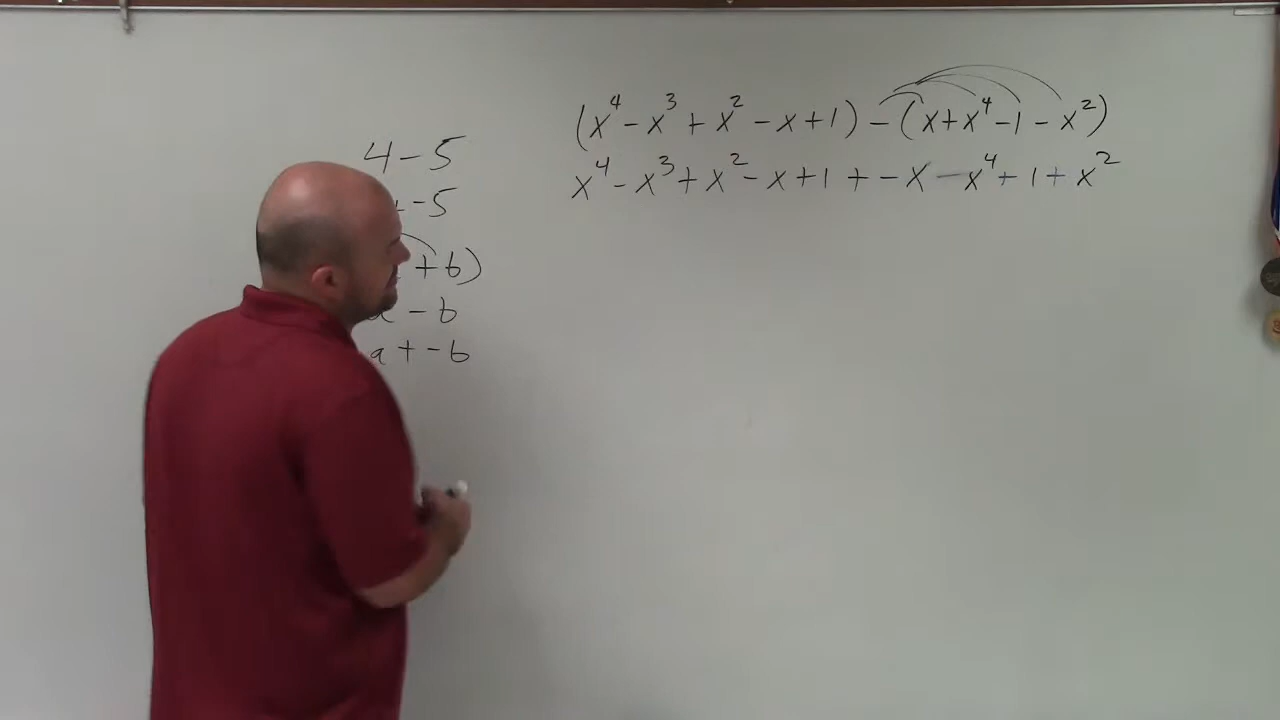 4 - 5
+ - 5
+ b)
a - b
a + - b
(x⁴ - x³ + x² - x + 1) - (x + x⁴ - 1 - x²)
x⁴ - x³ + x² - x + 1 + - x - x⁴ + 1 + x²